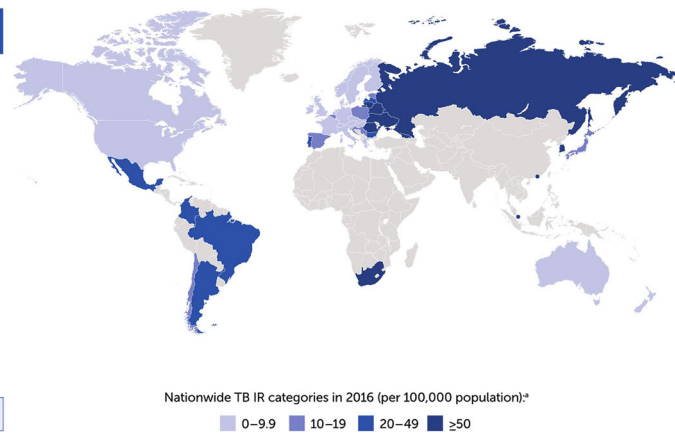 Nationwide TB IR categories in 2016 (per 100,000 population):ª
0–9.9 10–19 20–49 ≥50